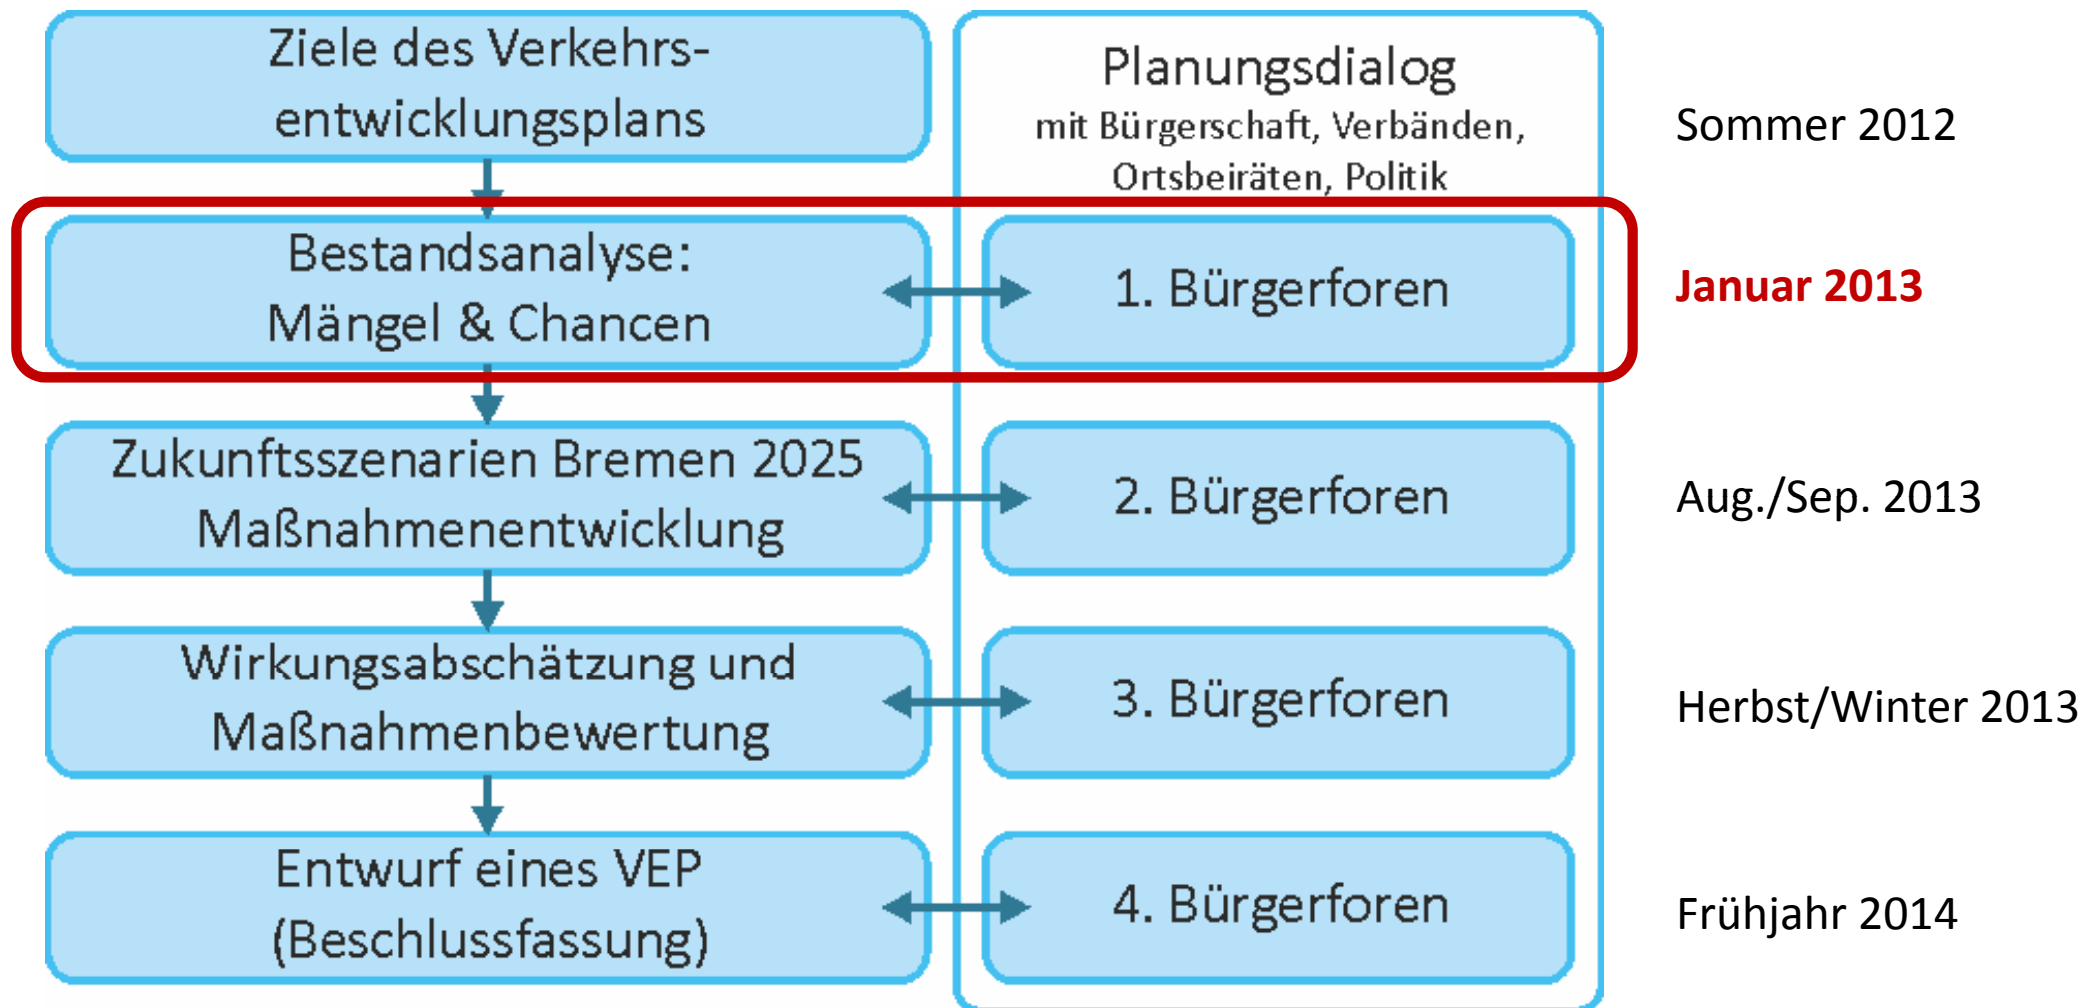 Ziele des Verkehrs-
entwicklungsplans
Planungsdialog
mit Bürgerschaft, Verbänden,
Ortsbeiräten, Politik
Sommer 2012
Bestandsanalyse:
Mängel & Chancen
1. Bürgerforen
Januar 2013
Zukunftsszenarien Bremen 2025
Maßnahmenentwicklung
2. Bürgerforen
Aug./Sep. 2013
Wirkungsabschätzung und
Maßnahmenbewertung
3. Bürgerforen
Herbst/Winter 2013
Entwurf eines VEP
(Beschlussfassung)
4. Bürgerforen
Frühjahr 2014